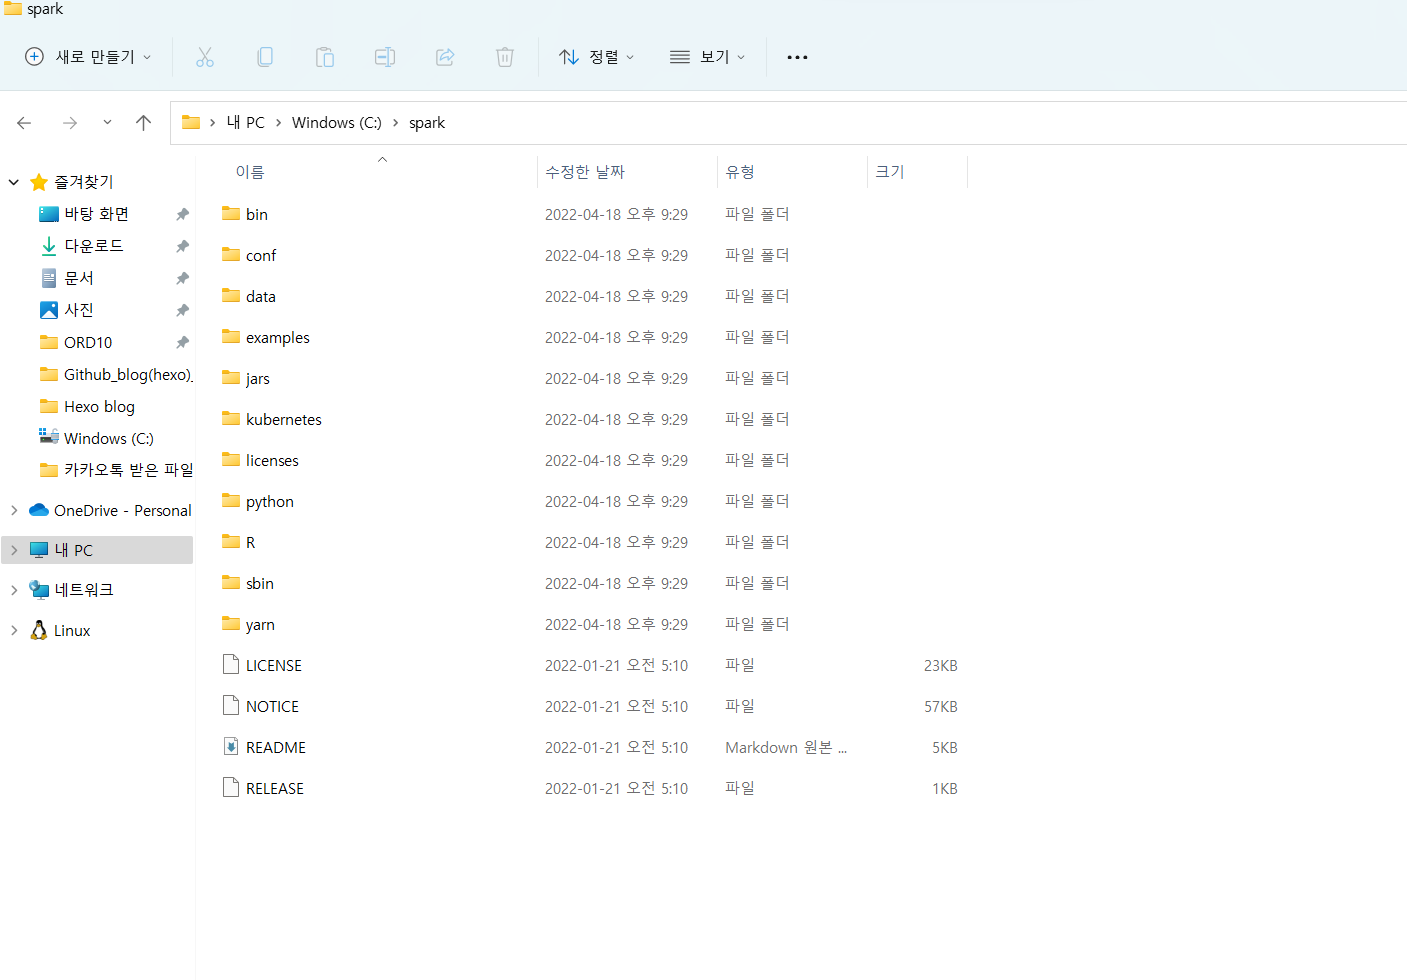 spark
새로 만들기 정렬 보기
내 PC Windows (C:) spark
이름 수정한 날짜 유형 크기
즐겨찾기
바탕 화면
다운로드
문서
사진
ORD10
Github_blog(hexo)_
Hexo blog
Windows (C:)
카카오톡 받은 파일
OneDrive - Personal
내 PC
네트워크
Linux
bin 2022-04-18 오후 9:29 파일 폴더
conf 2022-04-18 오후 9:29 파일 폴더
data 2022-04-18 오후 9:29 파일 폴더
examples 2022-04-18 오후 9:29 파일 폴더
jars 2022-04-18 오후 9:29 파일 폴더
kubernetes 2022-04-18 오후 9:29 파일 폴더
licenses 2022-04-18 오후 9:29 파일 폴더
python 2022-04-18 오후 9:29 파일 폴더
R 2022-04-18 오후 9:29 파일 폴더
sbin 2022-04-18 오후 9:29 파일 폴더
yarn 2022-04-18 오후 9:29 파일 폴더
LICENSE 2022-01-21 오전 5:10 파일 23KB
NOTICE 2022-01-21 오전 5:10 파일 57KB
README 2022-01-21 오전 5:10 Markdown 원본 ... 5KB
RELEASE 2022-01-21 오전 5:10 파일 1KB